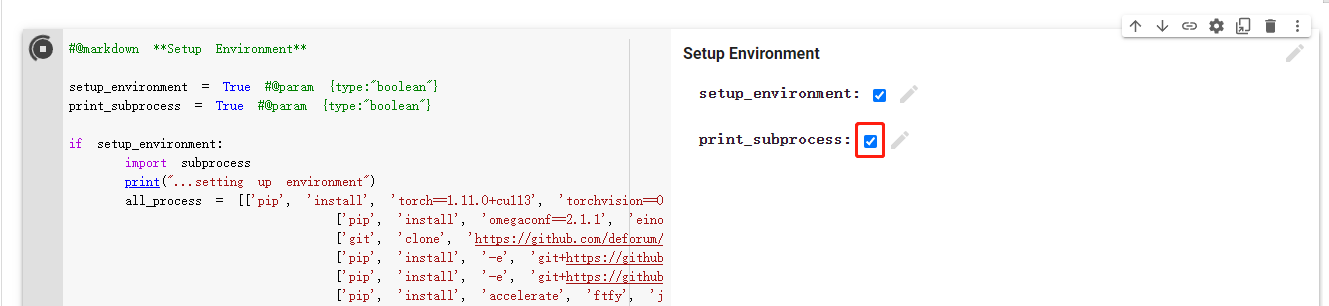 #@markdown **Setup Environment**
setup_environment = True #@param {type:"boolean"}
print_subprocess = True #@param {type:"boolean"}
if setup_environment:
import subprocess
print("...setting up environment")
all_process = [['pip', 'install', 'torch==1.11.0+cu113', 'torchvision==0
['pip', 'install', 'omegaconf==2.1.1', 'eino
['git', 'clone', 'https://github.com/deforum/
['pip', 'install', '-e', 'git+https://github
['pip', 'install', '-e', 'git+https://github
['pip', 'install', 'accelerate', 'ftfy', 'j
Setup Environment
setup_environment:
print_subprocess: